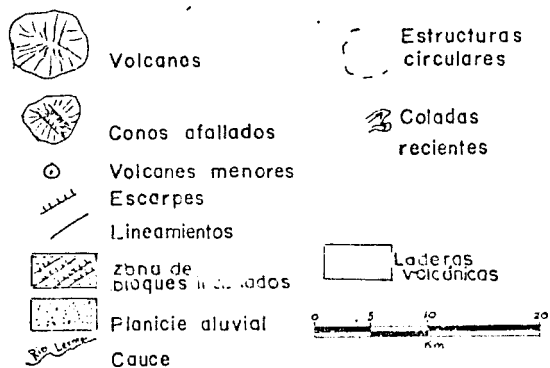 Volcanos
Conos afallados
Volcanes menores
Escarpes
Lineamientos
zona de
bloques
Planicie aluvial
Rio Lerma
Cauce
Estructuras
circulares
Coladas
recientes
Laderas
volcánicas
0 5 10 20
Km